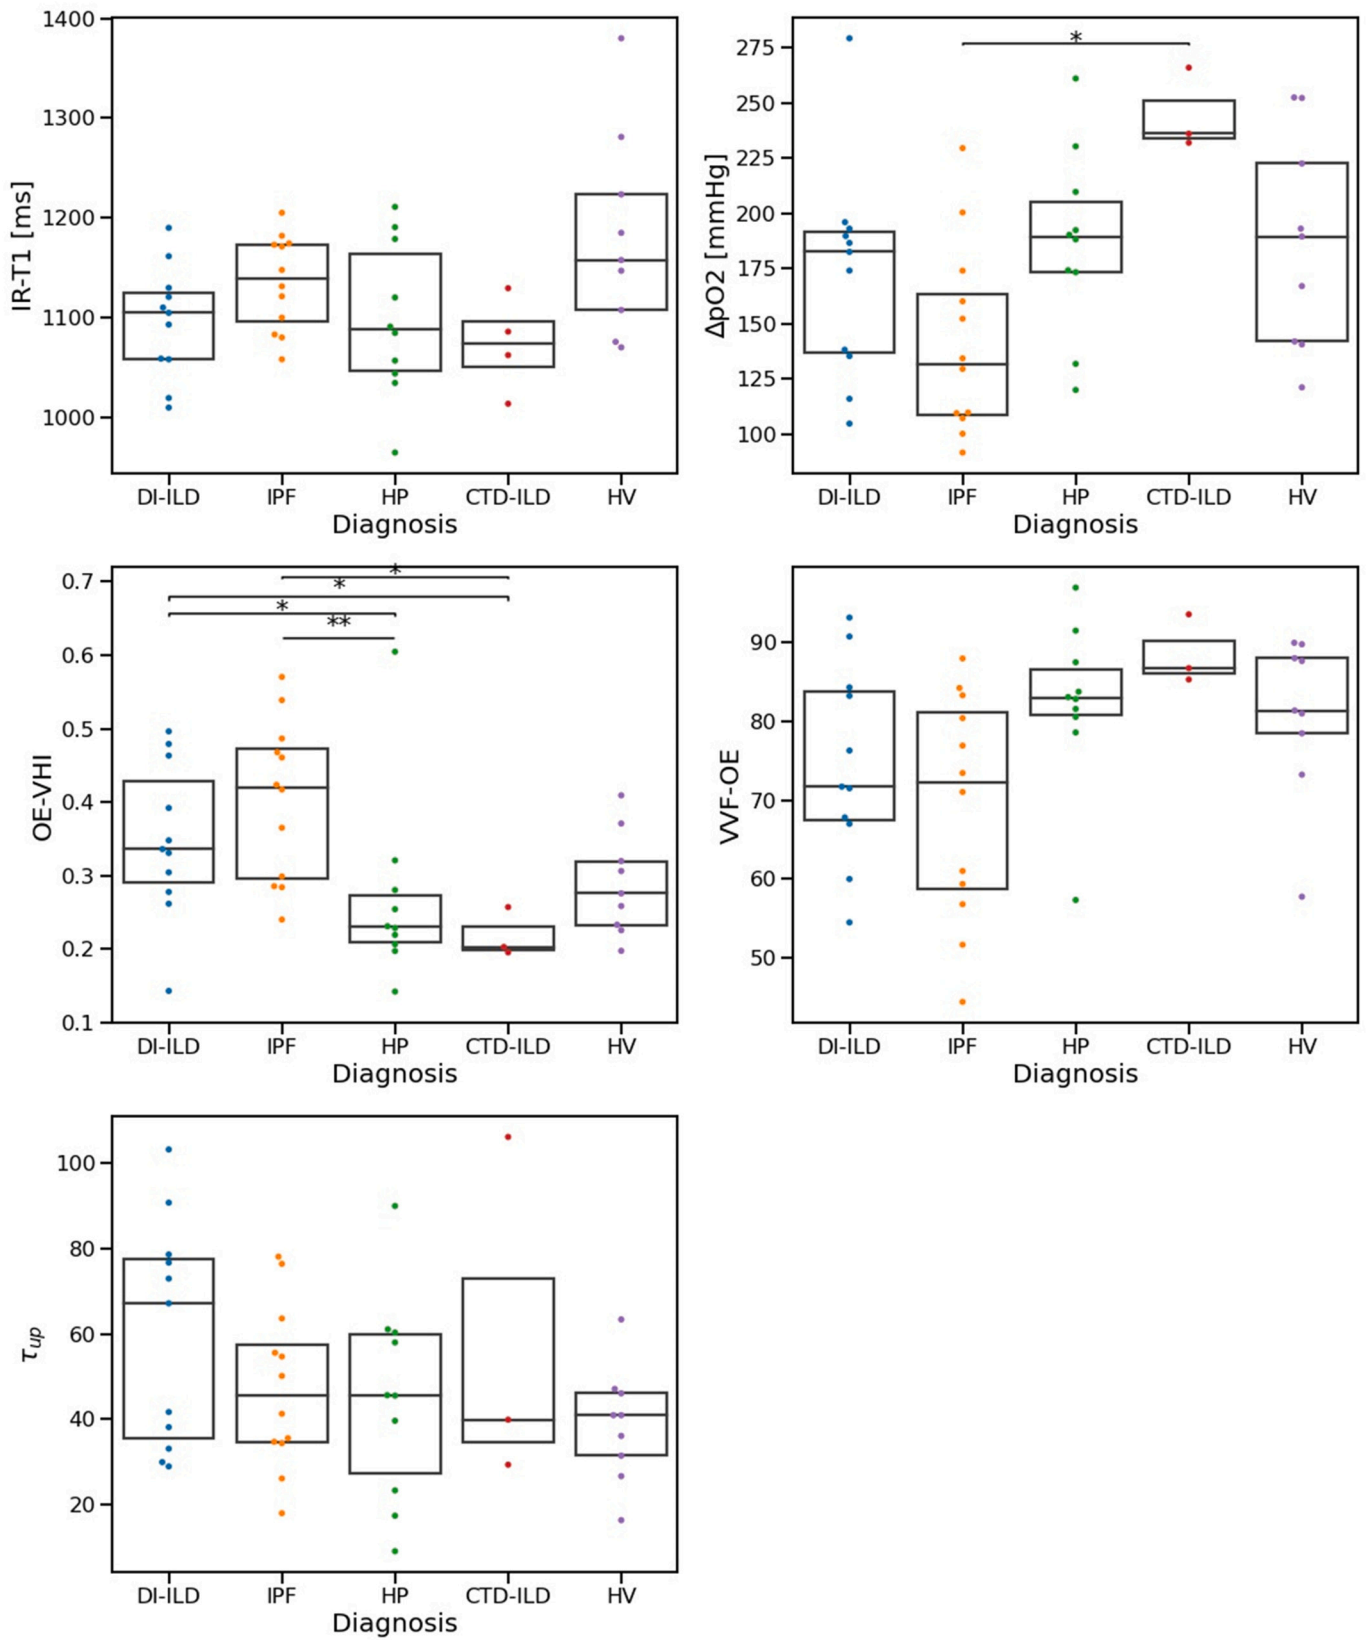 1400
1300
1200
1100
1000
IR-T1 [ms]
DI-ILD IPF HP CTD-ILD HV
Diagnosis
*
275
250
225
200
175
150
125
100
ΔpO2 [mmHg]
DI-ILD IPF HP CTD-ILD HV
Diagnosis
*
*
*
**
0.7
0.6
0.5
0.4
0.3
0.2
0.1
OE-VHI
DI-ILD IPF HP CTD-ILD HV
Diagnosis
90
80
70
60
50
VVF-OE
DI-ILD IPF HP CTD-ILD HV
Diagnosis
100
80
60
40
20
τup
DI-ILD IPF HP CTD-ILD HV
Diagnosis